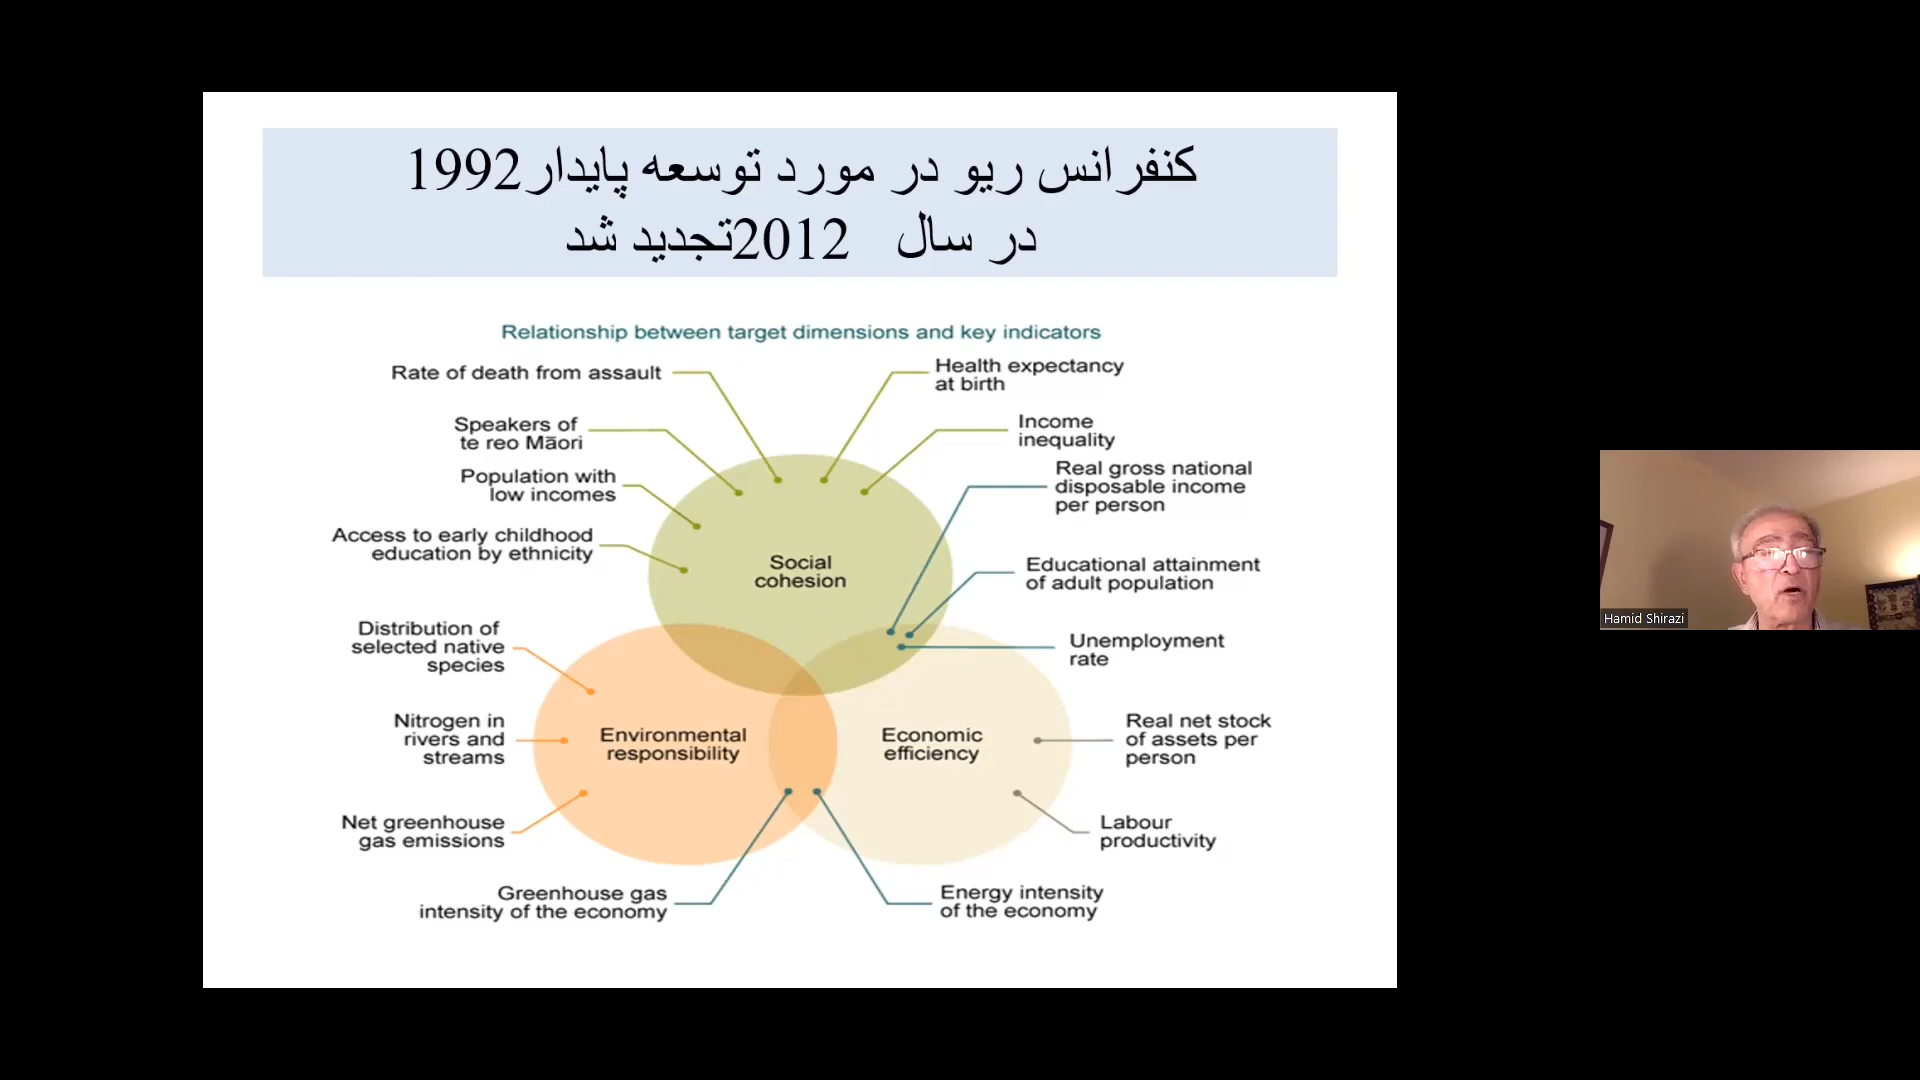 کنفرانس ریو در مورد توسعه پایدار1992
در سال 2012تجدید شد
Relationship between target dimensions and key indicators
Rate of death from assault
Health expectancy
at birth
Speakers of
te reo Māori
Income
inequality
Population with
low incomes
Real gross national
disposable income
per person
Access to early childhood
education by ethnicity
Social
cohesion
Educational attainment
of adult population
Distribution of
selected native
species
Unemployment
rate
Nitrogen in
rivers and
streams
Environmental
responsibility
Economic
efficiency
Real net stock
of assets per
person
Net greenhouse
gas emissions
Labour
productivity
Greenhouse gas
intensity of the economy
Energy intensity
of the economy
Hamid Shirazi